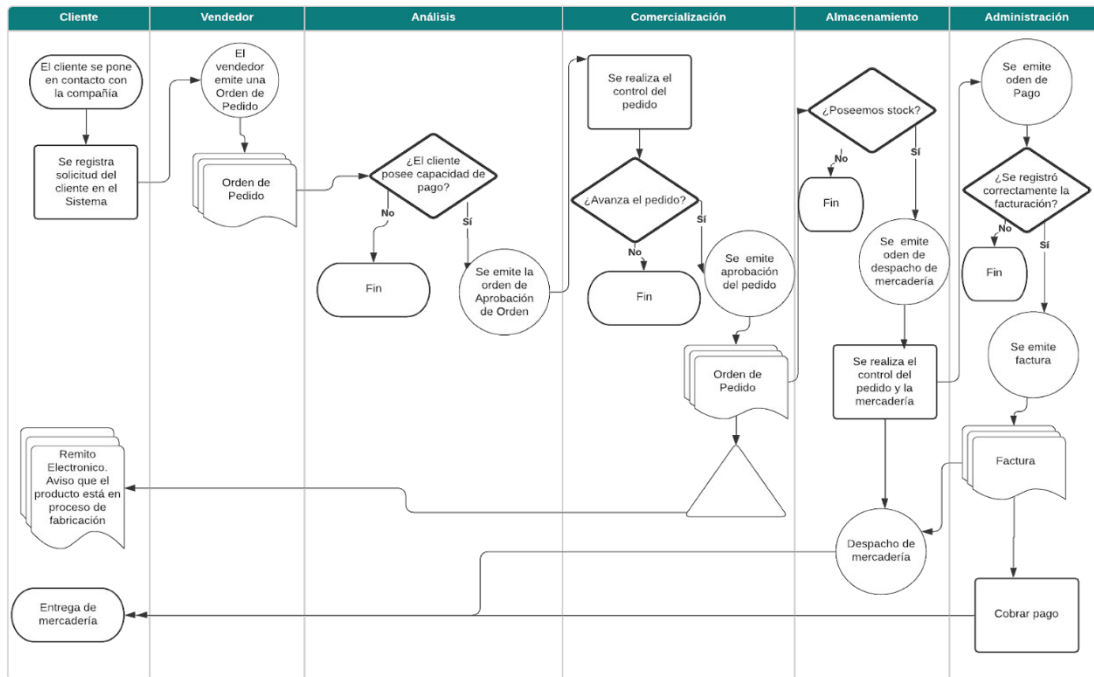 Cliente
Vendedor
Análisis
Comercialización
Almacenamiento
Administración
El cliente se pone
en contacto con
la compañía
Se registra
solicitud del
cliente en el
Sistema
El
vendedor
emite una
Orden de
Pedido
Orden de
Pedido
¿El cliente
posee capacidad de
pago?
No
Sí
Fin
Se emite la
orden de
Aprobación
de Orden
Se realiza el
control del
pedido
¿Avanza el pedido?
Sí
No
Fin
Se emite
aprobación
del pedido
Orden de
Pedido
¿Poseemos stock?
No
Sí
Fin
Se emite
oden de
despacho de
mercadería
Se realiza el
control del
pedido y la
mercadería
Despacho de
mercadería
Se emite
oden de
Pago
¿Se registró
correctamente la
facturación?
No
Sí
Fin
Se emite
factura
Factura
Cobrar pago
Remito
Electronico.
Aviso que el
producto está en
proceso de
fabricación
Entrega de
mercadería